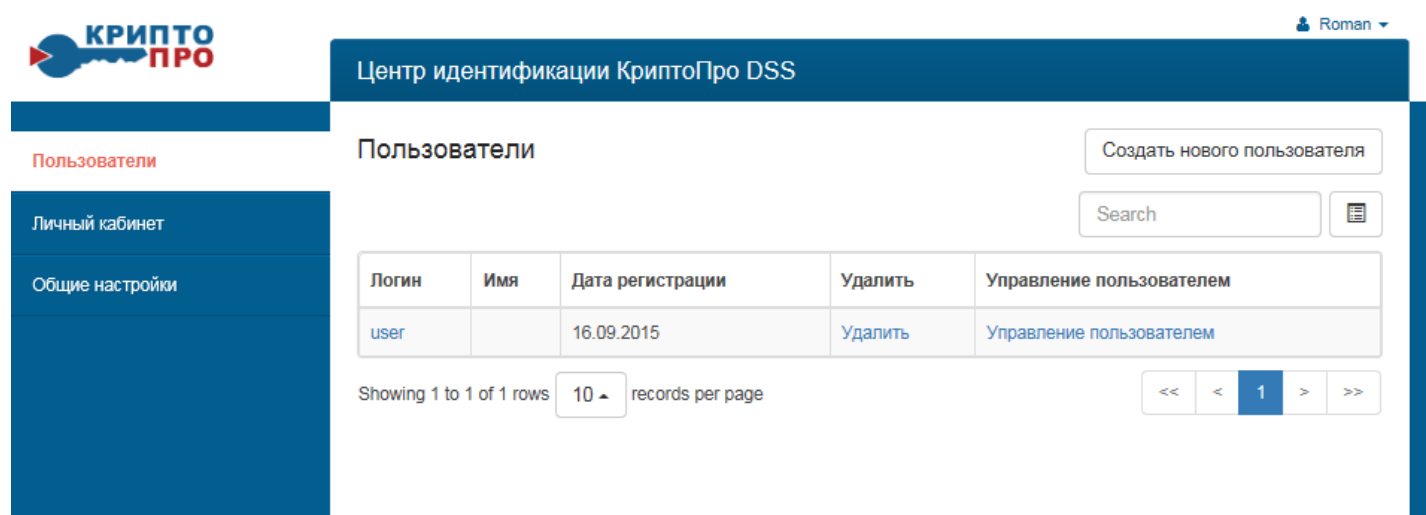 КРИПТО
ПРО
Roman
Центр идентификации КриптоПро DSS
Пользователи
Личный кабинет
Общие настройки
Пользователи
Создать нового пользователя
Search
Логин Имя Дата регистрации Удалить Управление пользователем
user 16.09.2015 Удалить Управление пользователем
Showing 1 to 1 of 1 rows 10 records per page << < 1 > >>